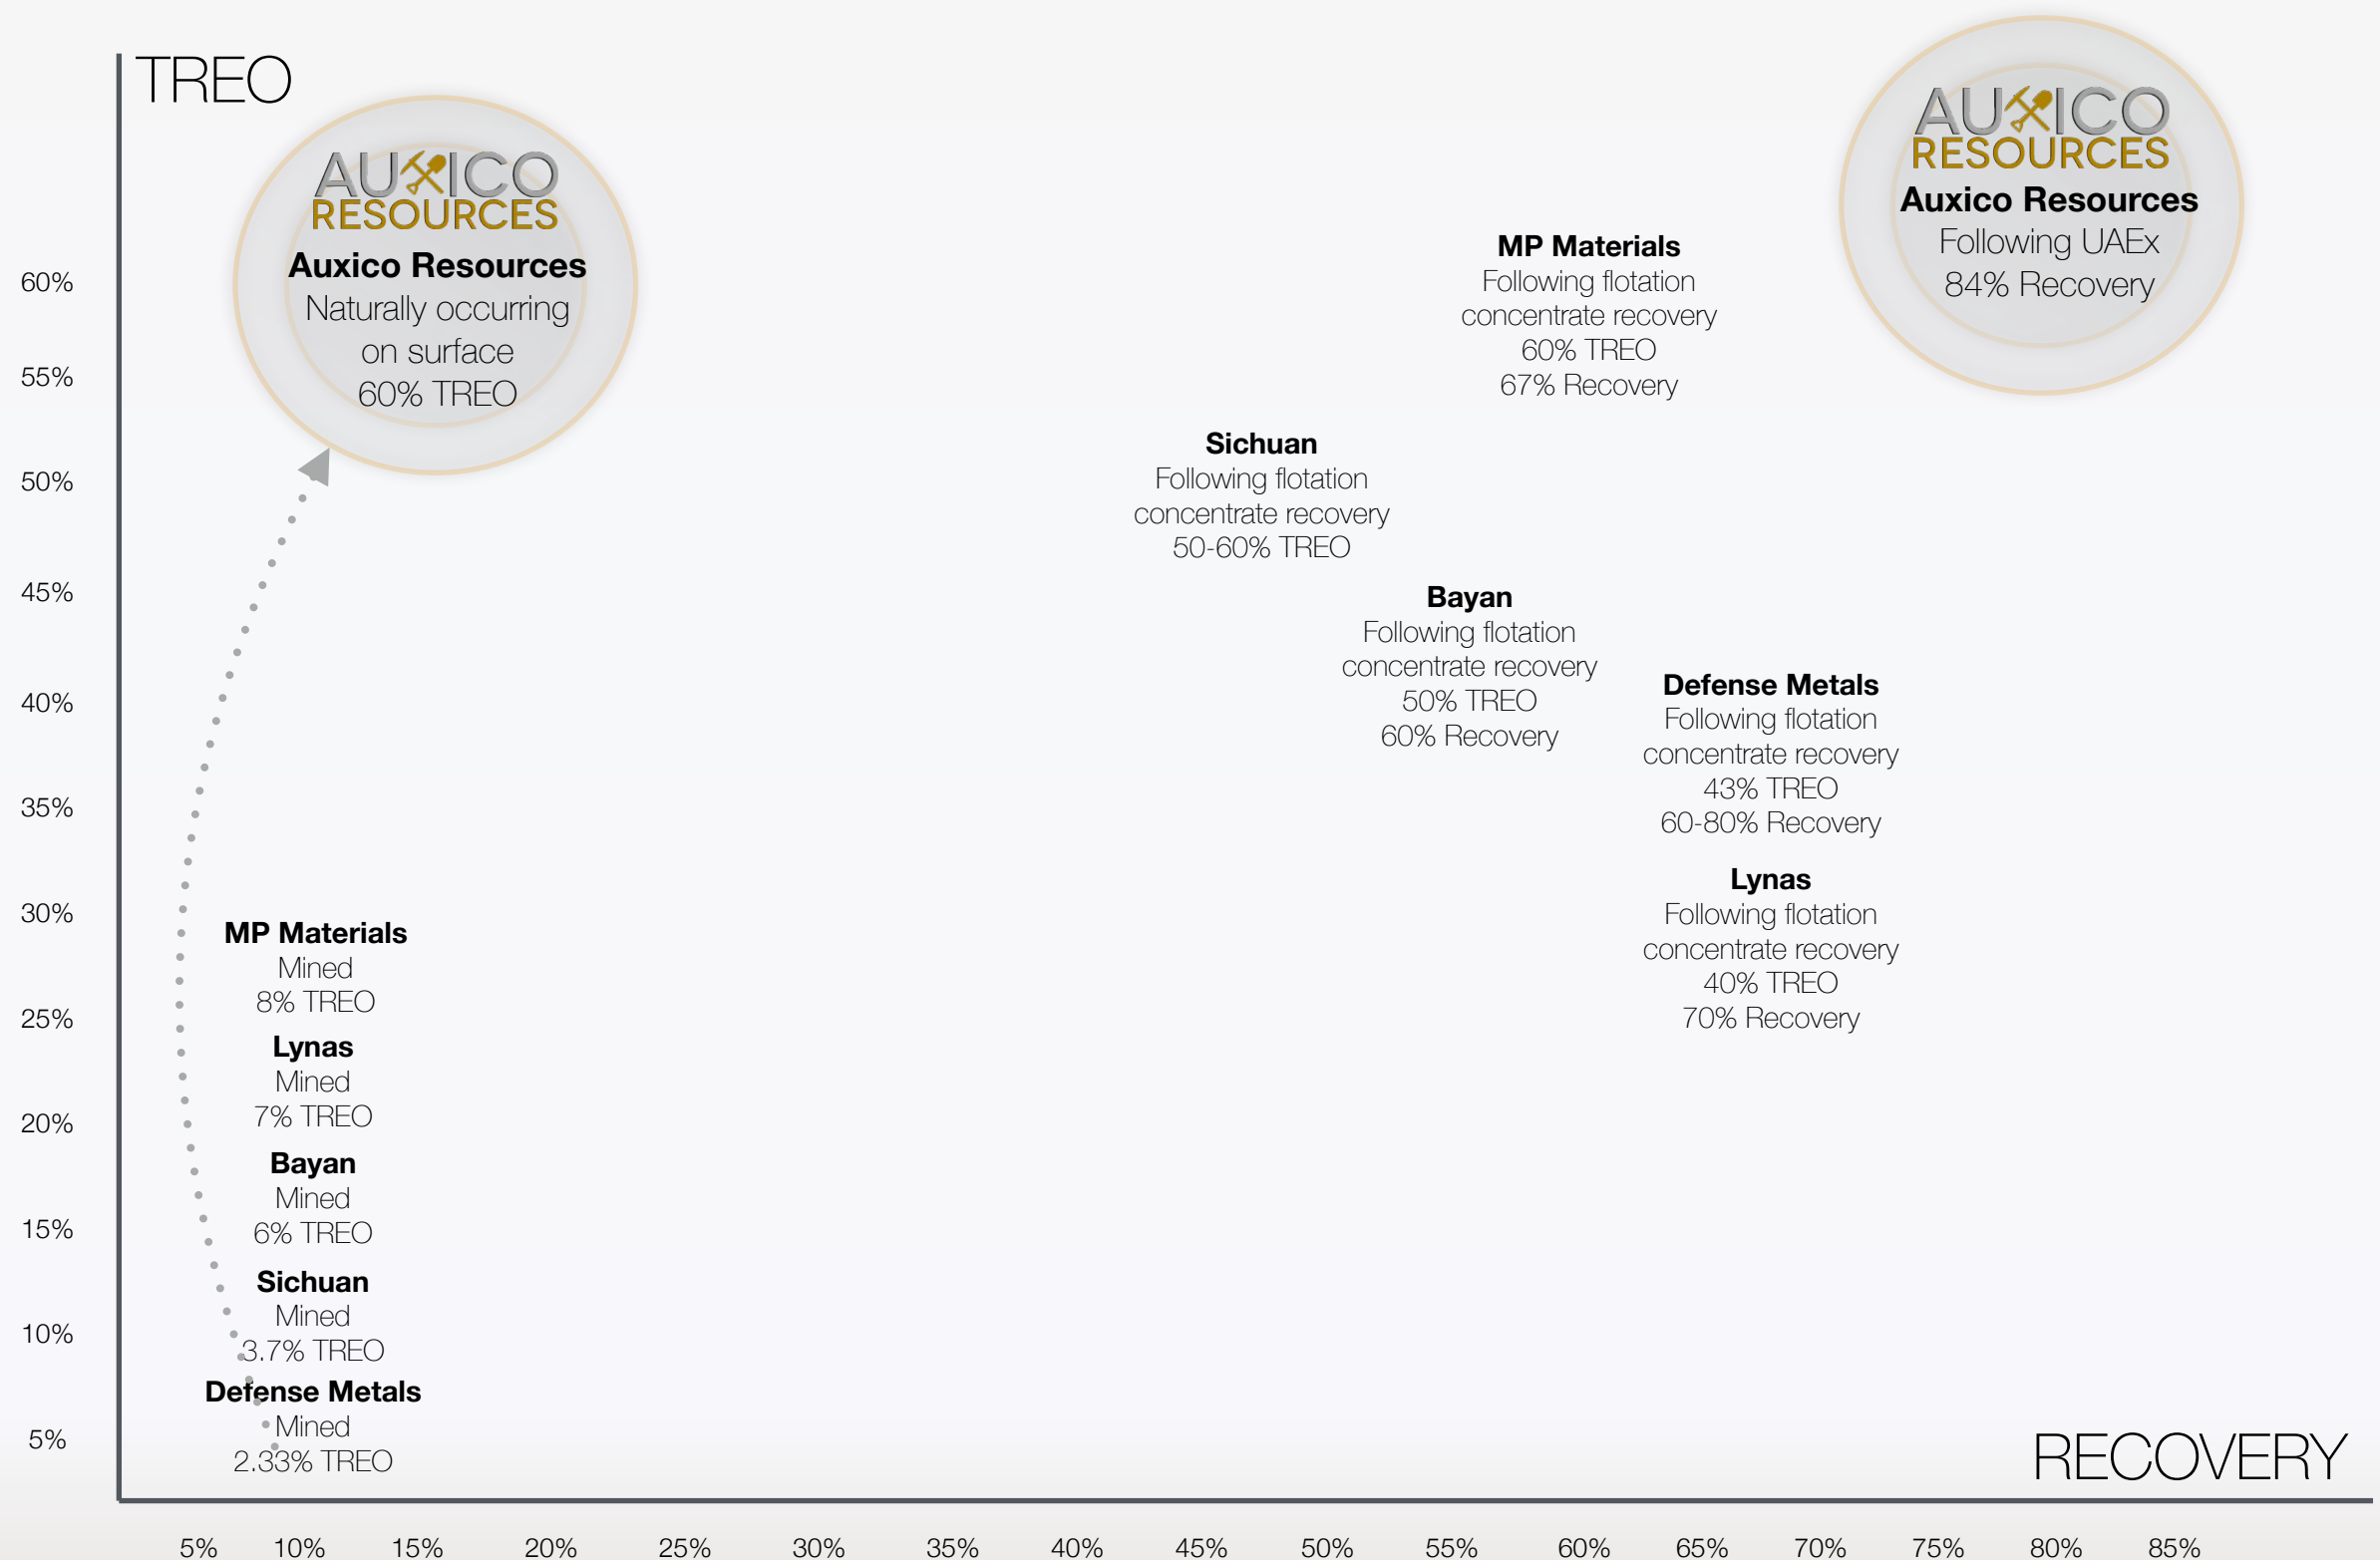 TREO
AUXICO
RESOURCES
Auxico Resources
Naturally occurring
on surface
60% TREO
AUXICO
RESOURCES
Auxico Resources
Following UAEx
84% Recovery
MP Materials
Following flotation
concentrate recovery
60% TREO
67% Recovery
Sichuan
Following flotation
concentrate recovery
50-60% TREO
Bayan
Following flotation
concentrate recovery
50% TREO
60% Recovery
Defense Metals
Following flotation
concentrate recovery
43% TREO
60-80% Recovery
Lynas
Following flotation
concentrate recovery
40% TREO
70% Recovery
MP Materials
Mined
8% TREO
Lynas
Mined
7% TREO
Bayan
Mined
6% TREO
Sichuan
Mined
3.7% TREO
Defense Metals
Mined
2.33% TREO
60%
55%
50%
45%
40%
35%
30%
25%
20%
15%
10%
5%
RECOVERY
5% 10% 15% 20% 25% 30% 35% 40% 45% 50% 55% 60% 65% 70% 75% 80% 85%